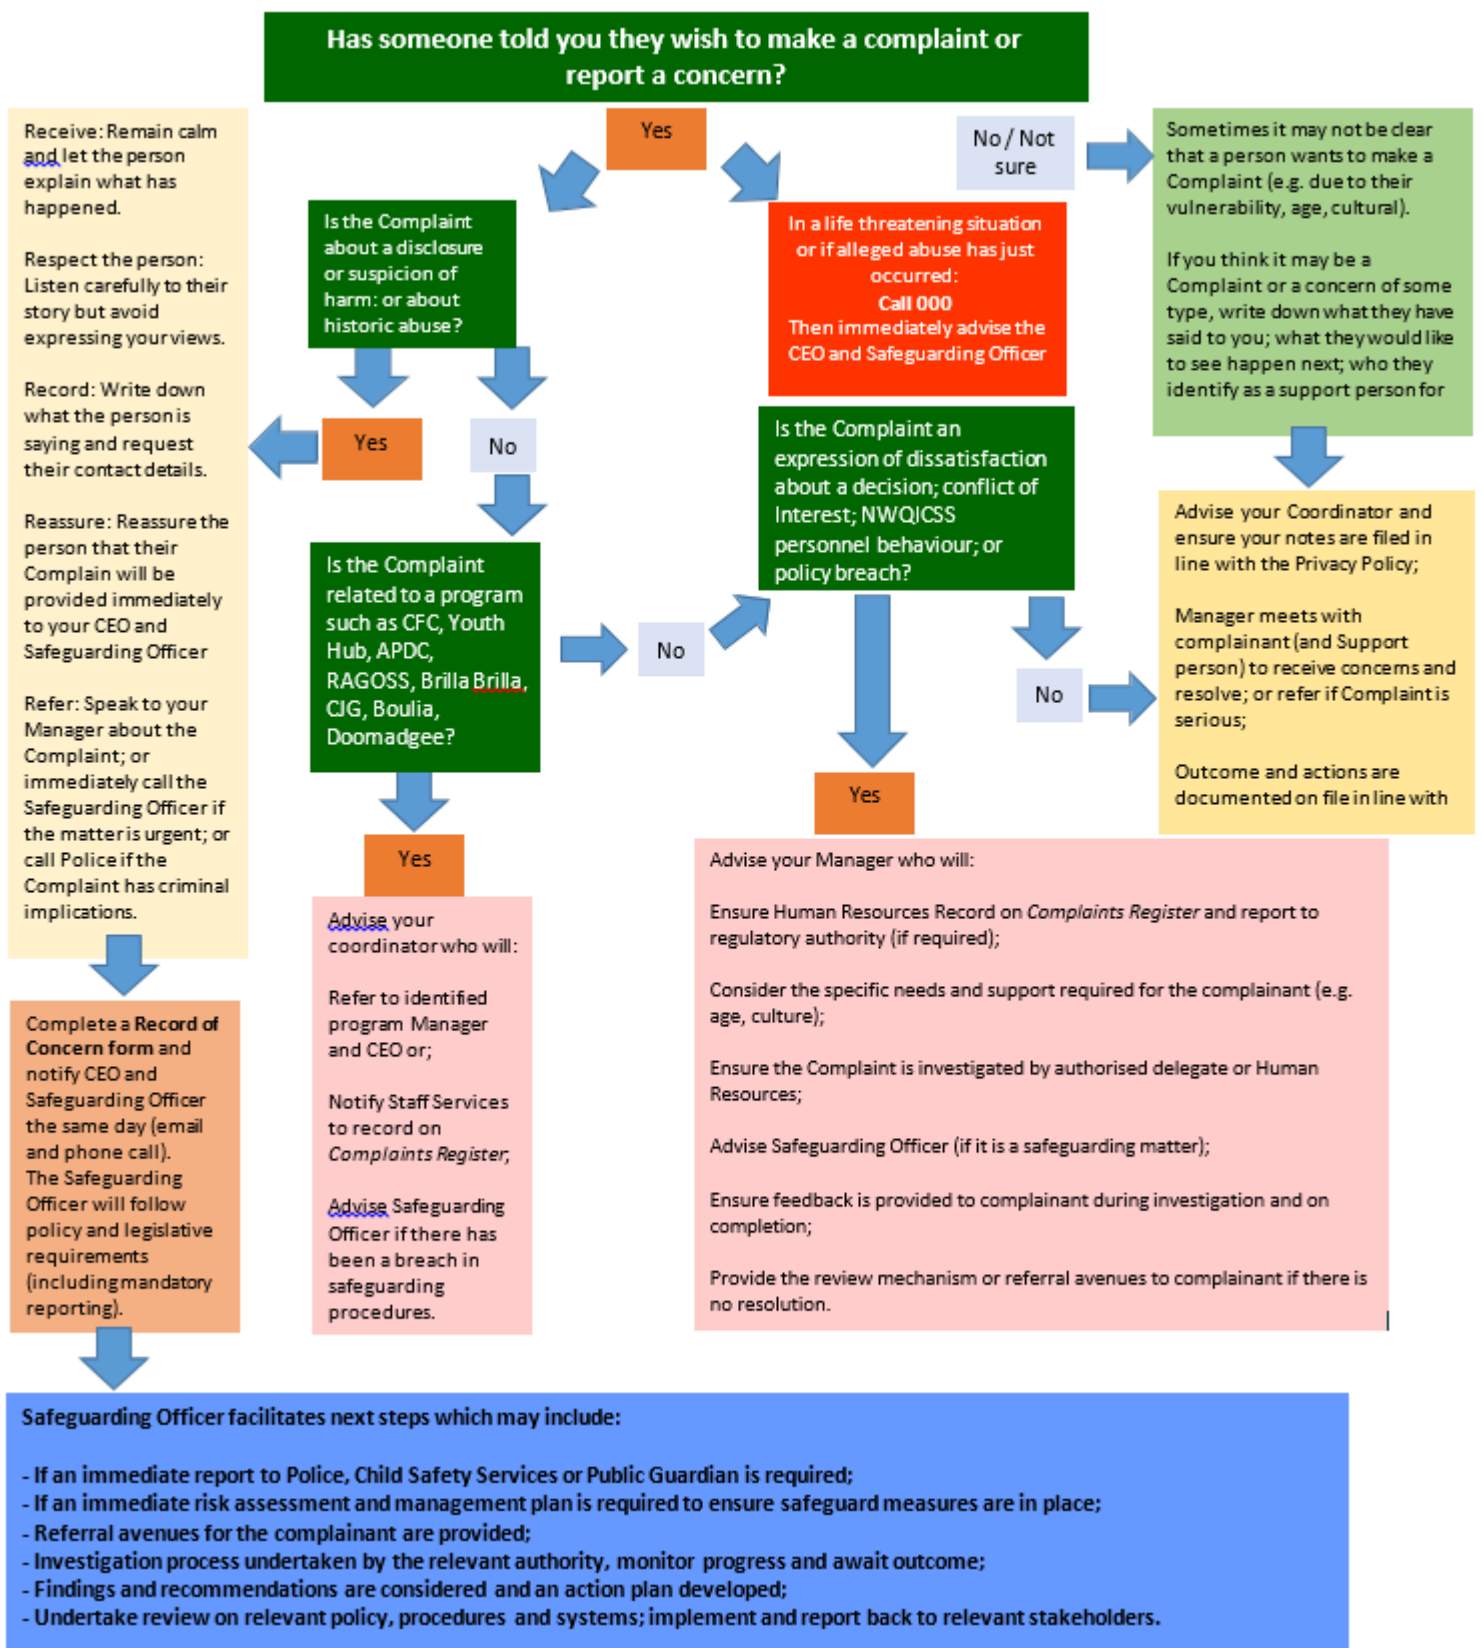 Has someone told you they wish to make a complaint or
report a concern?
Yes
No / Not
sure
Receive: Remain calm
and let the person
explain what has
happened.
Respect the person:
Listen carefully to their
story but avoid
expressing your views.
Record: Write down
what the person is
saying and request
their contact details.
Reassure: Reassure the
person that their
Complain will be
provided immediately
to your CEO and
Safeguarding Officer
Refer: Speak to your
Manager about the
Complaint; or
immediately call the
Safeguarding Officer if
the matter is urgent; or
call Police if the
Complaint has criminal
implications.
Complete a Record of
Concern form and
notify CEO and
Safeguarding Officer
the same day (email
and phone call).
The Safeguarding
Officer will follow
policy and legislative
requirements
(including mandatory
reporting).
Is the Complaint
about a disclosure
or suspicion of
harm: or about
historic abuse?
Yes
No
Is the Complaint
related to a program
such as CFC, Youth
Hub, APDC,
RAGOSS, Brilla Brilla,
CJG, Boulia,
Doomadgee?
No
Yes
Advise your
coordinator who will:
Refer to identified
program Manager
and CEO or;
Notify Staff Services
to record on
Complaints Register;
Advise Safeguarding
Officer if there has
been a breach in
safeguarding
procedures.
In a life threatening situation
or if alleged abuse has just
occurred:
Call 000
Then immediately advise the
CEO and Safeguarding Officer
Is the Complaint an
expression of dissatisfaction
about a decision; conflict of
Interest; NWQICSS
personnel behaviour; or
policy breach?
Yes
No
Advise your Manager who will:
Ensure Human Resources Record on Complaints Register and report to
regulatory authority (if required);
Consider the specific needs and support required for the complainant (e.g.
age, culture);
Ensure the Complaint is investigated by authorised delegate or Human
Resources;
Advise Safeguarding Officer (if it is a safeguarding matter);
Ensure feedback is provided to complainant during investigation and on
completion;
Provide the review mechanism or referral avenues to complainant if there is
no resolution.
Sometimes it may not be clear
that a person wants to make a
Complaint (e.g. due to their
vulnerability, age, cultural).
If you think it may be a
Complaint or a concern of some
type, write down what they have
said to you; what they would like
to see happen next; who they
identify as a support person for
Advise your Coordinator and
ensure your notes are filed in
line with the Privacy Policy;
Manager meets with
complainant (and Support
person) to receive concerns and
resolve; or refer if Complaint is
serious;
Outcome and actions are
documented on file in line with
Safeguarding Officer facilitates next steps which may include:
- If an immediate report to Police, Child Safety Services or Public Guardian is required;
- If an immediate risk assessment and management plan is required to ensure safeguard measures are in place;
- Referral avenues for the complainant are provided;
- Investigation process undertaken by the relevant authority, monitor progress and await outcome;
- Findings and recommendations are considered and an action plan developed;
- Undertake review on relevant policy, procedures and systems; implement and report back to relevant stakeholders.